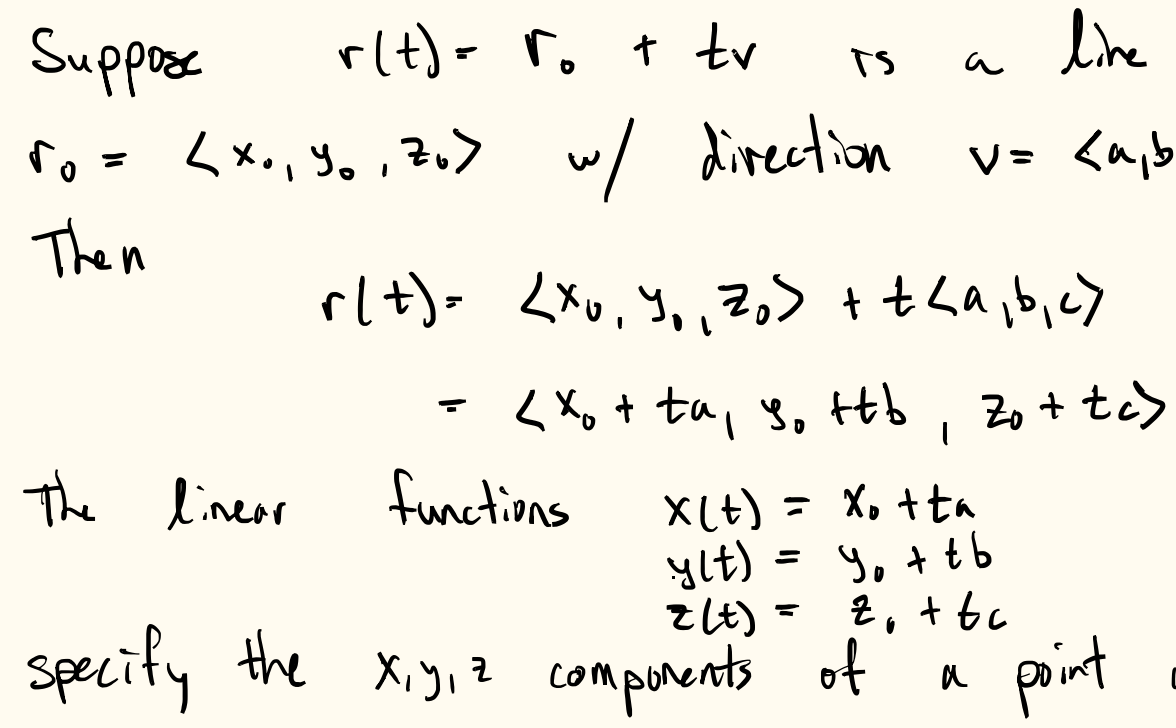 Suppose r(t) = r₀ + tv is a line
r₀ = <x₀, y₀, z₀> w/ direction v = <a, b
Then
r(t) = <x₀, y₀, z₀> + t<a, b, c>
= <x₀ + ta, y₀ + tb, z₀ + tc>
The linear functions x(t) = x₀ + ta
y(t) = y₀ + tb
z(t) = z₀ + tc
specify the x, y, z components of a point